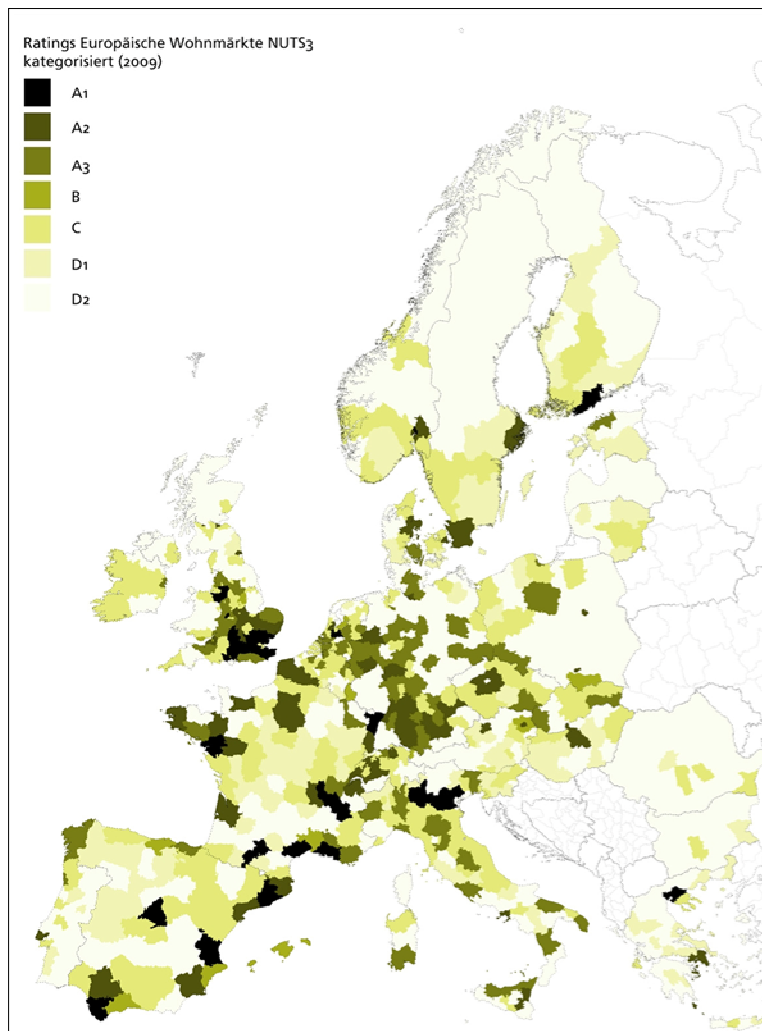 Ratings Europäische Wohnmärkte NUTS3
kategorisiert (2009)
A1
A2
A3
B
C
D1
D2